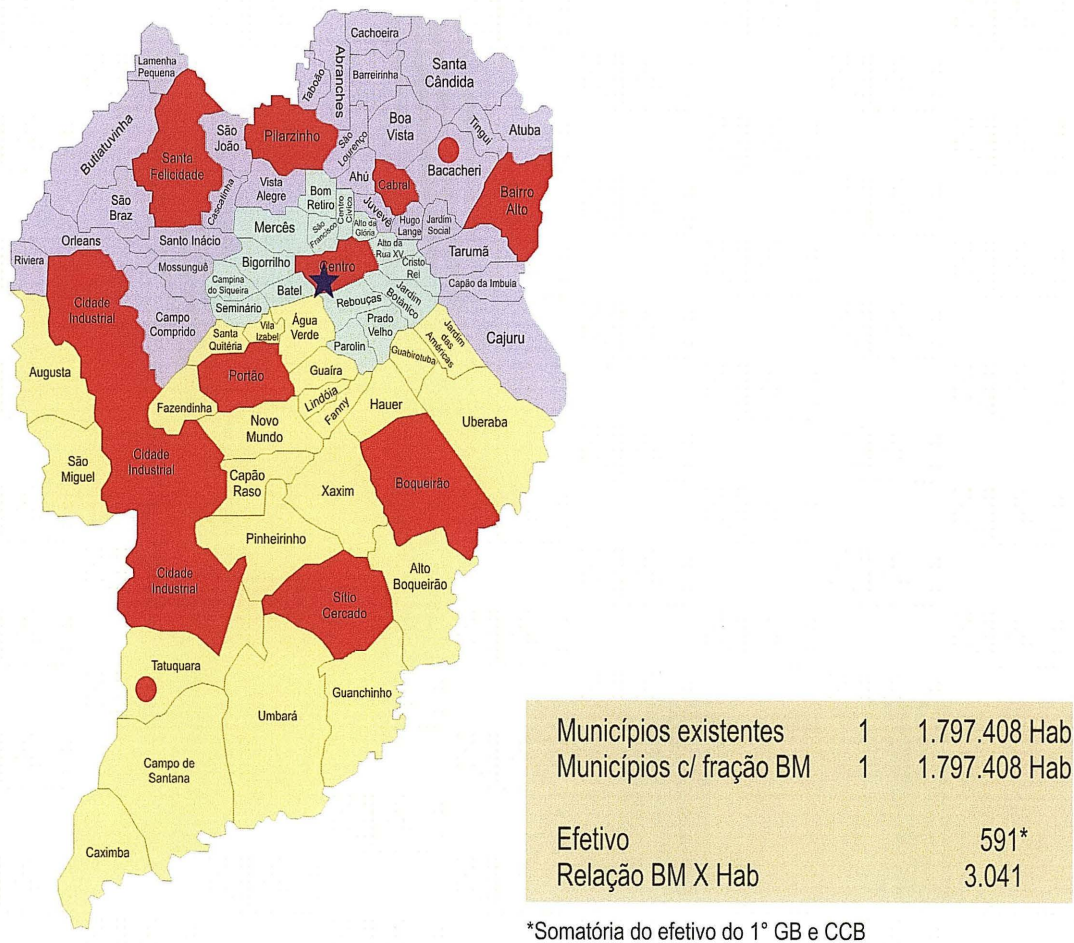 Cachoeira
Lamenha
Pequena
Taboão
Abranches
Barreirinha
Santa
Cândida
Butiatuvinha
Santa
Felicidade
São
João
Pilarzinho
São
Lourenço
Boa
Vista
Tingui
Atuba
Bacacheri
Cascatinha
Vista
Alegre
Ahú
Cabral
Bairro
Alto
São
Braz
Bom
Retiro
Centro
Cívico
Juvevê
Hugo
Lange
Jardim
Social
Mercês
São
Francisco
Alto da
Glória
Orleans
Santo Inácio
Alto da
Rua XV
Tarumã
Riviera
Mossunguê
Bigorrilho
Centro
Cristo
Rei
Campina
do Siqueira
Batel
Rebouças
Jardim
Botânico
Capão da Imbuia
Cidade
Industrial
Campo
Comprido
Seminário
Prado
Velho
Cajuru
Santa
Quitéria
Vila
Izabel
Água
Verde
Parolin
Guabirotuba
Jardim
das
Américas
Augusta
Portão
Guaíra
Fazendinha
Lindóia
Fanny
Hauer
Uberaba
Novo
Mundo
São
Miguel
Cidade
Industrial
Capão
Raso
Xaxim
Boqueirão
Pinheirinho
Cidade
Industrial
Alto
Boqueirão
Sítio
Cercado
Tatuquara
Guanchinho
Umbará
Campo de
Santana
Caximba
Municípios existentes 1 1.797.408 Hab
Municípios c/ fração BM 1 1.797.408 Hab
Efetivo 591*
Relação BM X Hab 3.041
*Somatória do efetivo do 1° GB e CCB